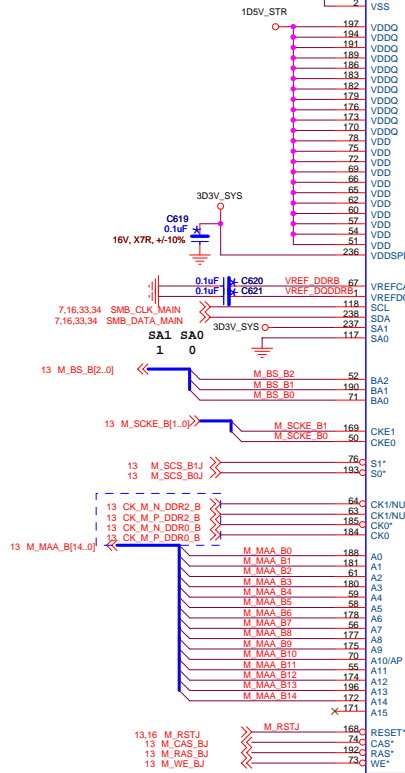 2 VSS
1D5V_STR
197 VDDQ
194 VDDQ
191 VDDQ
189 VDDQ
186 VDDQ
183 VDDQ
182 VDDQ
179 VDDQ
176 VDDQ
173 VDDQ
170 VDDQ
78 VDD
75 VDD
72 VDD
69 VDD
66 VDD
65 VDD
62 VDD
60 VDD
57 VDD
54 VDD
51 VDD
236 VDDSP
3D3V_SYS
C619
0.1uF
16V, X7R, +/-10%
0.1uF C620 VREF_DDRB 67 VREFCA
0.1uF C621 VREF_DQDDRB 1 VREFDQ
7,16,33,34 SMB_CLK_MAIN 118 SCL
7,16,33,34 SMB_DATA_MAIN 238 SDA
3D3V_SYS 237 SA1
117 SA0
SA1 SA0
1 0
13 M_BS_B[2..0]
M_BS_B2 52 BA2
M_BS_B1 190 BA1
M_BS_B0 71 BA0
13 M_SCKE_B[1..0]
M_SCKE_B1 169 CKE1
M_SCKE_B0 50 CKE0
13 M_SCS_B1J 76 S1*
13 M_SCS_B0J 193 S0*
13 CK_M_N_DDR2_B 64 CK1/NU
13 CK_M_P_DDR2_B 63 CK1/NU
13 CK_M_N_DDR0_B 185 CK0*
13 CK_M_P_DDR0_B 184 CK0
13 M_MAA_B[14..0]
M_MAA_B0 188 A0
M_MAA_B1 181 A1
M_MAA_B2 61 A2
M_MAA_B3 180 A3
M_MAA_B4 59 A4
M_MAA_B5 58 A5
M_MAA_B6 178 A6
M_MAA_B7 56 A7
M_MAA_B8 177 A8
M_MAA_B9 175 A9
M_MAA_B10 70 A10/AP
M_MAA_B11 55 A11
M_MAA_B12 174 A12
M_MAA_B13 196 A13
M_MAA_B14 172 A14
171 A15
13,16 M_RSTJ M_RSTJ 168 RESET*
13 M_CAS_BJ 74 CAS*
13 M_RAS_BJ 192 RAS*
13 M_WE_BJ 73 WE*